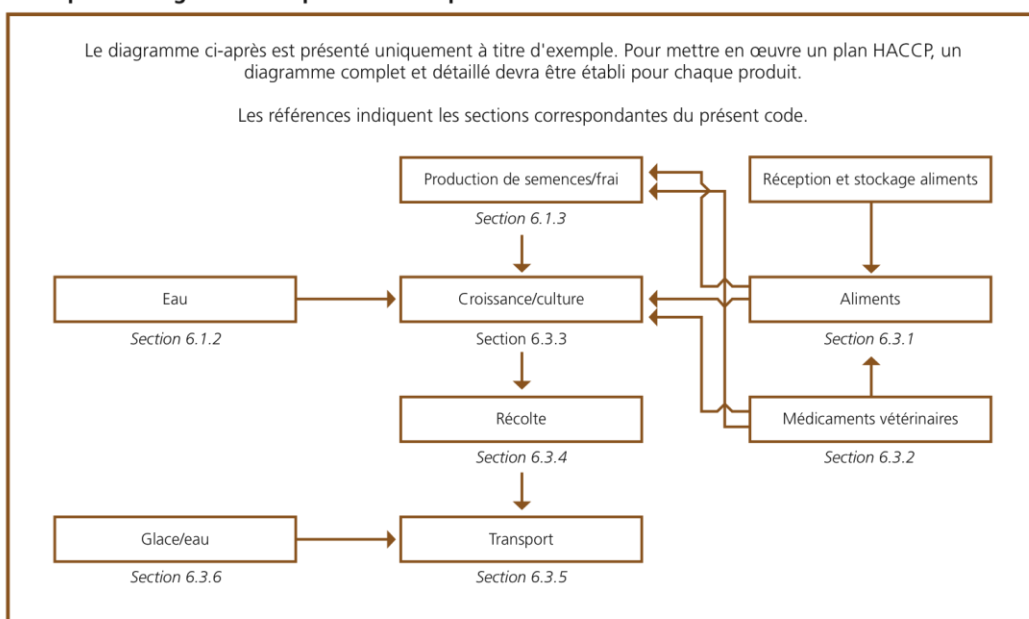 Le diagramme ci-après est présenté uniquement à titre d'exemple. Pour mettre en œuvre un plan HACCP, un
diagramme complet et détaillé devra être établi pour chaque produit.
Les références indiquent les sections correspondantes du présent code.
Production de semences/frai
Section 6.1.3
Réception et stockage aliments
Eau
Section 6.1.2
Croissance/culture
Section 6.3.3
Aliments
Section 6.3.1
Récolte
Section 6.3.4
Médicaments vétérinaires
Section 6.3.2
Glace/eau
Section 6.3.6
Transport
Section 6.3.5